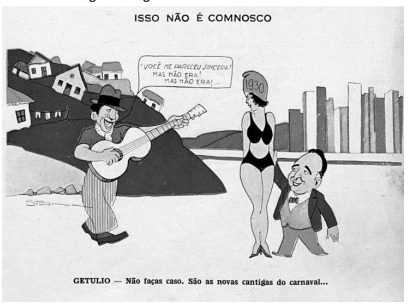 ISSO NÃO É COMNOSCO
VOCÊ ME PARECEU SINCERA!
MAS NÃO ERA!
MAS NÃO ERA!...
1930
GETULIO — Não faças caso. São as novas cantigas do carnaval...